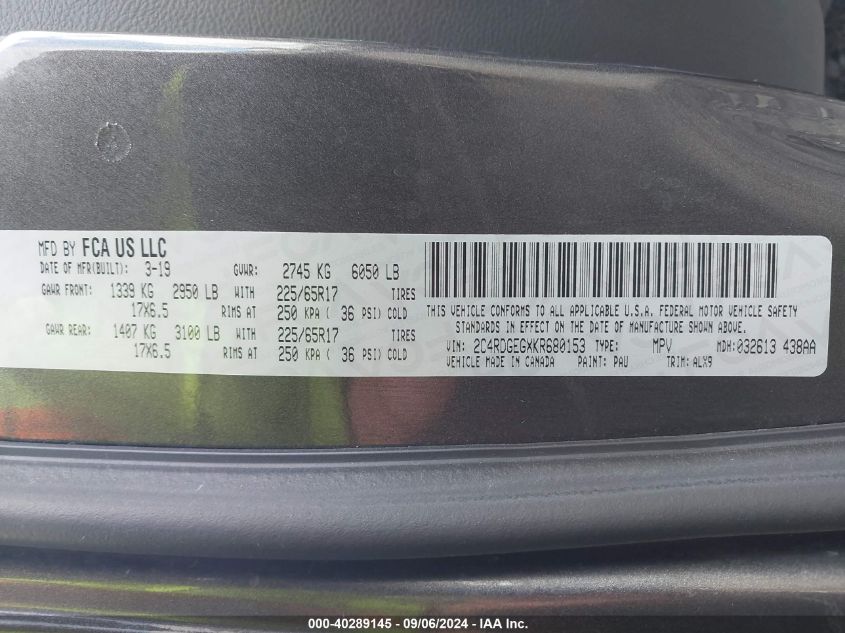 MFD BY FCA US LLC
DATE OF MFR(BUILT): 3-19 GVWR: 2745 KG 6050 LB
GAWR FRONT: 1339 KG 2950 LB WITH 225/65R17 TIRES
17X6.5 RIMS AT 250 KPA ( 36 PSI) COLD
GAWR REAR: 1407 KG 3100 LB WITH 225/65R17 TIRES
17X6.5 RIMS AT 250 KPA ( 36 PSI) COLD
THIS VEHICLE CONFORMS TO ALL APPLICABLE U.S.A. FEDERAL MOTOR VEHICLE SAFETY
STANDARDS IN EFFECT ON THE DATE OF MANUFACTURE SHOWN ABOVE.
VIN: 2C4RDGEGXKR680153 TYPE: MPV MDH: 032613 438AA
VEHICLE MADE IN CANADA PAINT: PAU TRIM: ALX9
000-40289145 - 09/06/2024 - IAAI.com